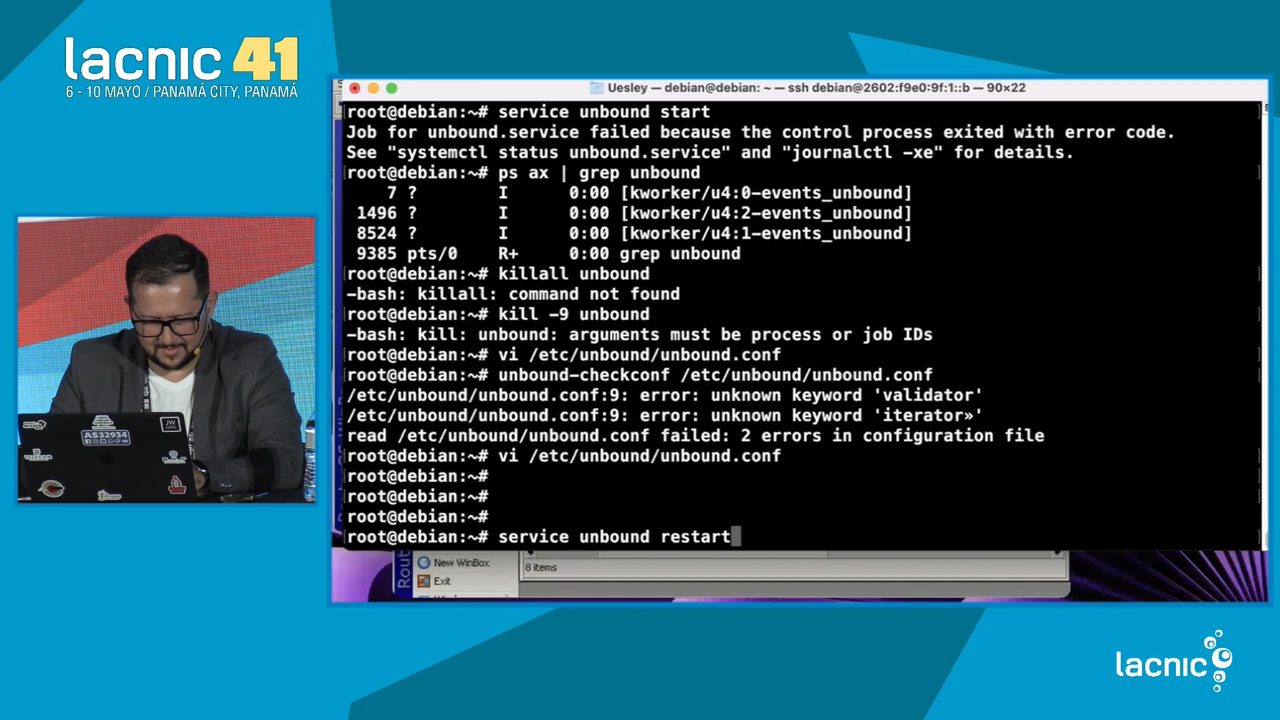 lacnic 41
6 - 10 MAYO / PANAMÁ CITY, PANAMÁ
Uesley — debian@debian: ~ — ssh debian@2602:f9e0:9f:1::b — 90×22
root@debian:~# service unbound start
Job for unbound.service failed because the control process exited with error code.
See "systemctl status unbound.service" and "journalctl -xe" for details.
root@debian:~# ps ax | grep unbound
7 ? I 0:00 [kworker/u4:0-events_unbound]
1496 ? I 0:00 [kworker/u4:2-events_unbound]
8524 ? I 0:00 [kworker/u4:1-events_unbound]
9385 pts/0 R+ 0:00 grep unbound
root@debian:~# killall unbound
-bash: killall: command not found
root@debian:~# kill -9 unbound
-bash: kill: unbound: arguments must be process or job IDs
root@debian:~# vi /etc/unbound/unbound.conf
root@debian:~# unbound-checkconf /etc/unbound/unbound.conf
/etc/unbound/unbound.conf:9: error: unknown keyword 'validator'
/etc/unbound/unbound.conf:9: error: unknown keyword 'iterator»'
read /etc/unbound/unbound.conf failed: 2 errors in configuration file
root@debian:~# vi /etc/unbound/unbound.conf
root@debian:~#
root@debian:~#
root@debian:~#
root@debian:~# service unbound restart
Rout
New WinBox
Exit
8 items
AS32934
JW
.ORG
lacnic